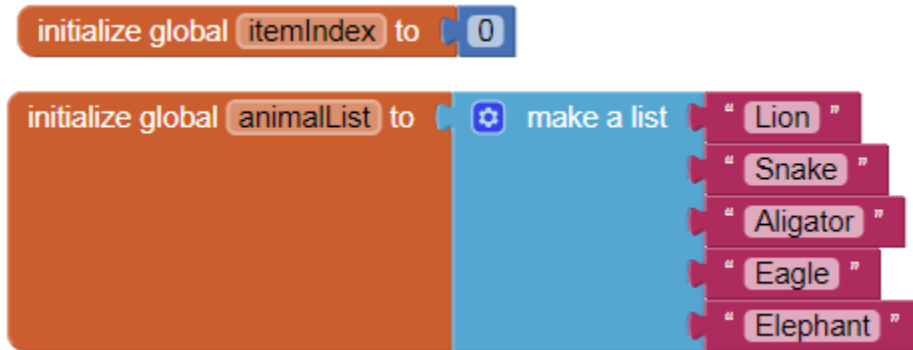 initialize global itemIndex to 0
initialize global animalList to make a list “ Lion ”
“ Snake ”
“ Aligator ”
“ Eagle ”
“ Elephant ”